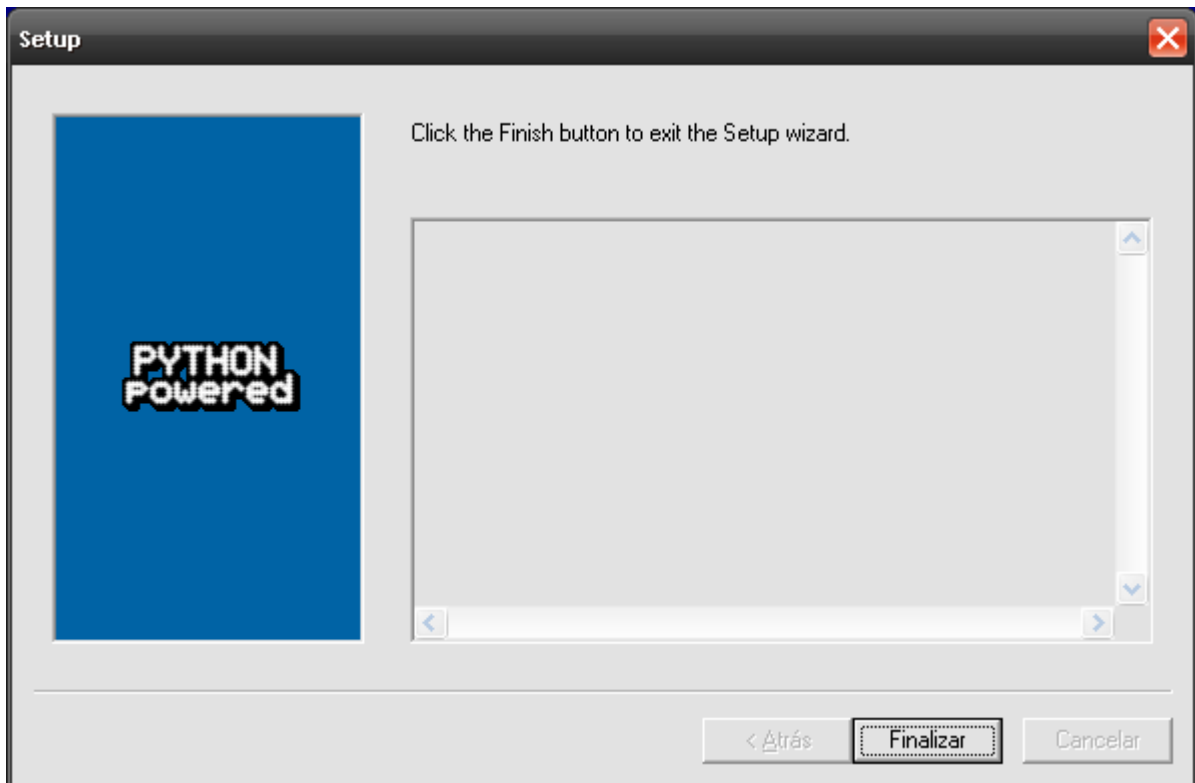 Setup
Click the Finish button to exit the Setup wizard.
PYTHON
powered
< Atrás
Finalizar
Cancelar